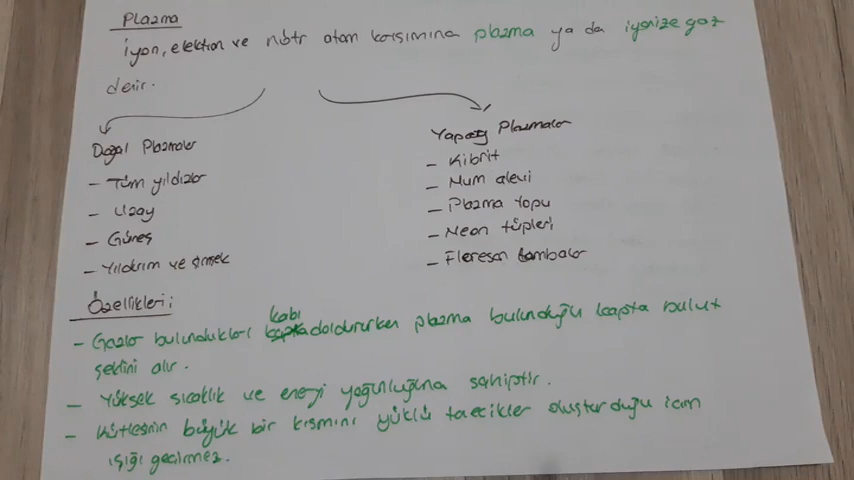 Plazma
İyon, elektron ve nötr atom karışımına plazma ya da iyonize gaz
denir.
Doğal Plazmalar
- Tüm yıldızlar
- Uzay
- Güneş
- Yıldırım ve şimşek
Yapay Plazmalar
- Kibrit
- Mum alevi
- Plazma topu
- Neon tüpleri
- Floresan lambalar
Özellikleri:
- Gazlar bulundukları kabı doldururken plazma bulunduğu kapta bulut
şeklini alır.
- Yüksek sıcaklık ve enerji yoğunluğuna sahiptir.
- Kütlesinin büyük bir kısmını yüklü tanecikler oluşturduğu için
ışığı geçirmez.